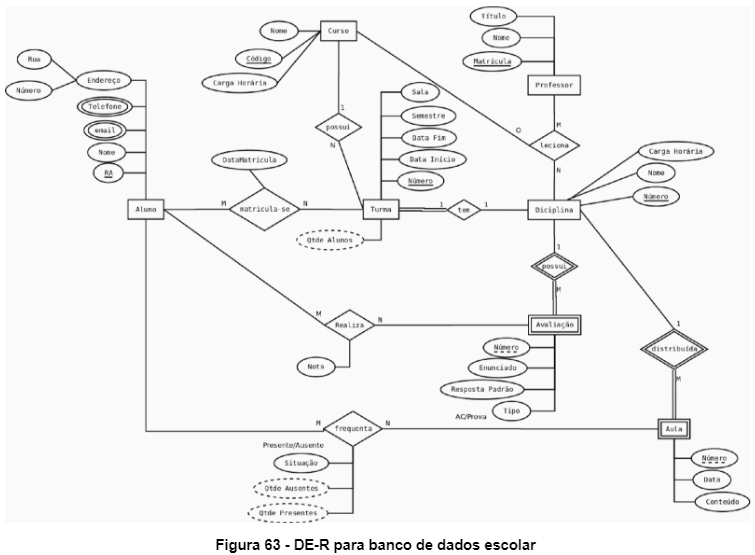 Título
Nome
Curso
Nome
Rua
Código
Matrícula
Endereço
Carga Horária
Professor
Número
Sala
Telefone
1
Semestre
M
email
possui
O
leciona
Data Fim
Carga Horária
Nome
N
DataMatricula
Data Início
N
Nome
RA
Número
Número
Aluno
M
matricula-se
N
Turma
1
tem
1
Diciplina
Qtde Alunos
1
possui
M
M
Realiza
N
Avaliação
1
Número
distribuida
Nota
Enunciado
M
Resposta Padrão
AC/Prova
Tipo
M
frequenta
N
Aula
Presente/Ausente
Situação
Número
Data
Qtde Ausentes
Conteúdo
Qtde Presentes
Figura 63 - DE-R para banco de dados escolar